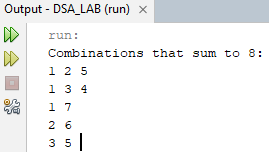 Output - DSA_LAB (run)
run:
Combinations that sum to 8:
1 2 5
1 3 4
1 7
2 6
3 5